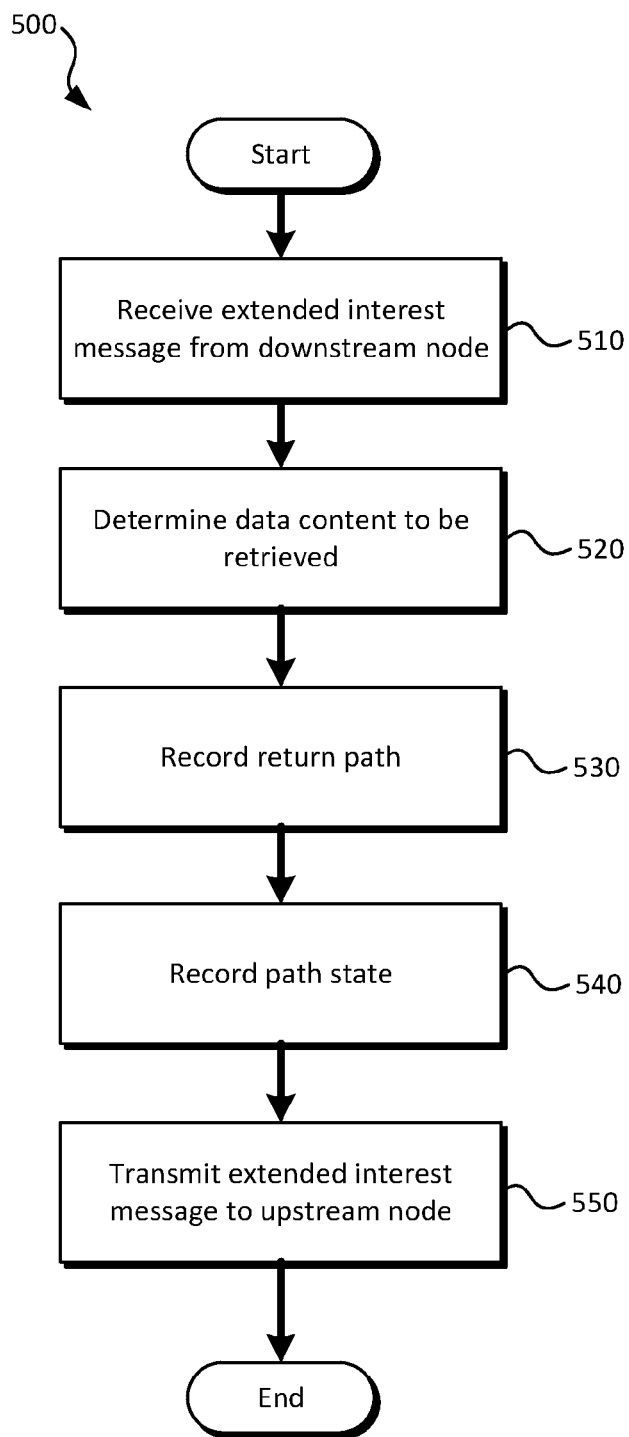 500
Start
Receive extended interest
message from downstream node
510
Determine data content to be
retrieved
520
Record return path
530
Record path state
540
Transmit extended interest
message to upstream node
550
End